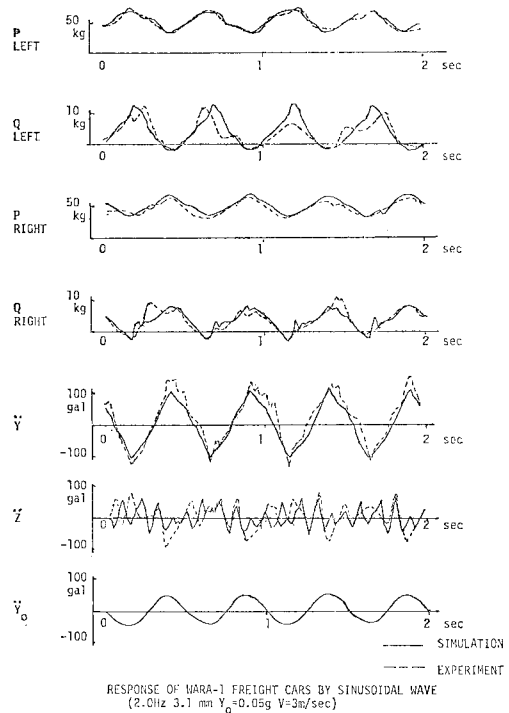 P
LEFT
50
kg
0
1
2
sec
Q
LEFT
10
kg
0
1
2
sec
P
RIGHT
50
kg
0
1
2
sec
Q
RIGHT
10
kg
0
1
2
sec
Ÿ
100
gal
-100
0
1
2
sec
Z̈
100
gal
-100
0
1
2
sec
Ÿo
100
gal
-100
0
1
2
sec
SIMULATION
EXPERIMENT
RESPONSE OF WARA-1 FREIGHT CARS BY SINUSOIDAL WAVE
(2.0Hz 3.1 mm Ÿo=0.05g V=3m/sec)